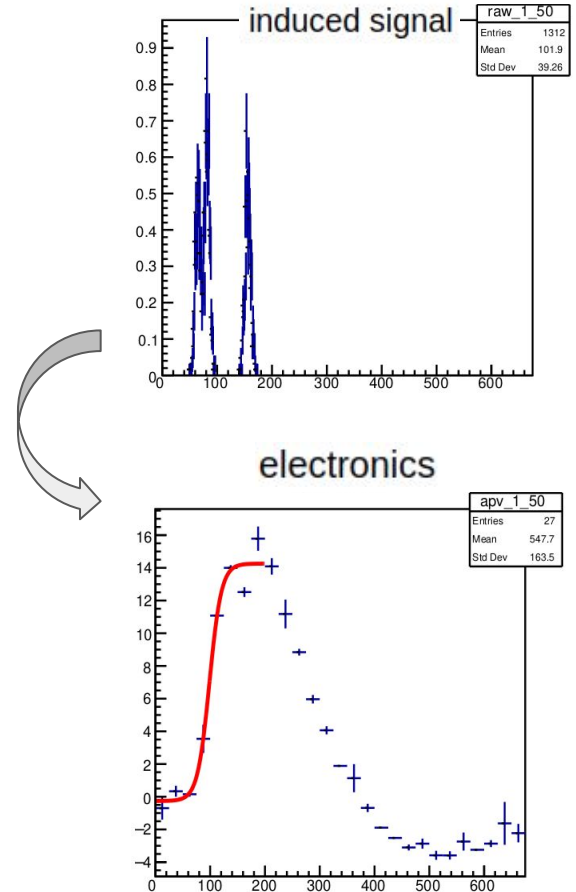 induced signal
raw_1_50
Entries 1312
Mean 101.9
Std Dev 39.26
0.9
0.8
0.7
0.6
0.5
0.4
0.3
0.2
0.1
0
0 100 200 300 400 500 600
electronics
apv_1_50
Entries 27
Mean 547.7
Std Dev 163.5
16
14
12
10
8
6
4
2
0
−2
−4
0 100 200 300 400 500 600